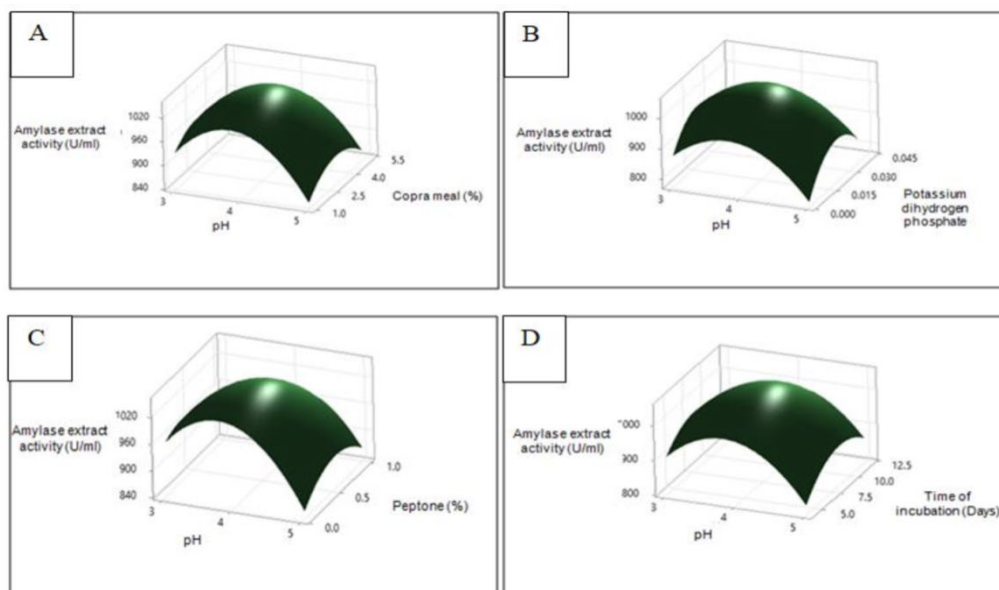 A
Amylase extract
activity (U/ml)
1020
960
900
840
3
4
5
pH
1.0
2.5
4.0
5.5
Copra meal (%)
B
Amylase extract
activity (U/ml)
1000
900
800
3
4
5
pH
0.000
0.015
0.030
0.045
Potassium
dihydrogen
phosphate
C
Amylase extract
activity (U/ml)
1020
960
900
840
3
4
5
pH
0.0
0.5
1.0
Peptone (%)
D
Amylase extract
activity (U/ml)
1000
900
800
3
4
5
pH
5.0
7.5
10.0
12.5
Time of
incubation (Days)